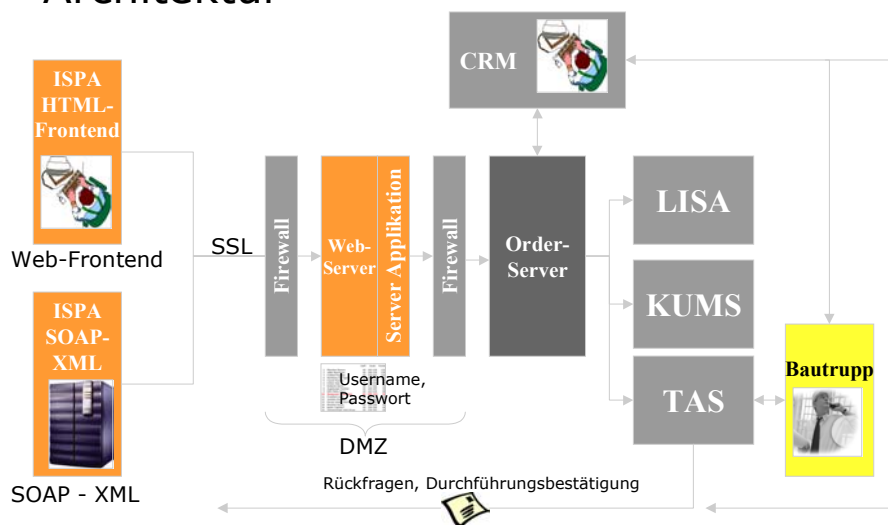 Architektur
CRM
ISPA
HTML-
Frontend
Web-Frontend
SSL
Firewall
Web-
Server
Server Applikation
Firewall
Order-
Server
LISA
KUMS
TAS
Bautrupp
ISPA
SOAP-
XML
SOAP - XML
Username,
Passwort
DMZ
Rückfragen, Durchführungsbestätigung